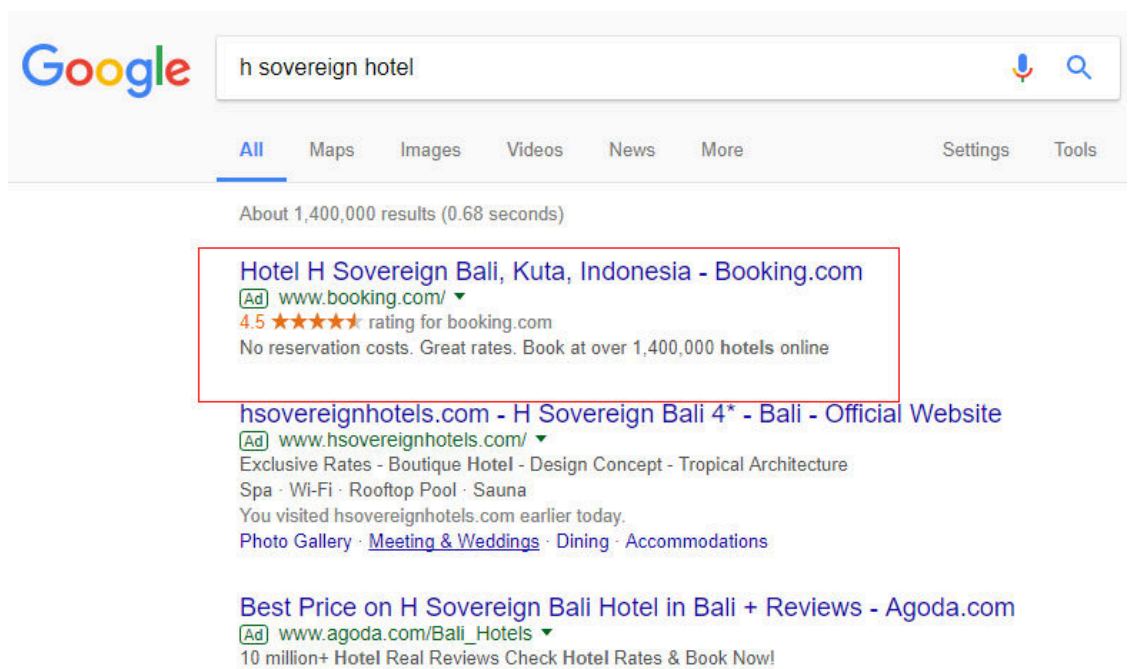 Google
h sovereign hotel
All Maps Images Videos News More Settings Tools
About 1,400,000 results (0.68 seconds)
Hotel H Sovereign Bali, Kuta, Indonesia - Booking.com
Ad www.booking.com/
4.5 ★★★★★ rating for booking.com
No reservation costs. Great rates. Book at over 1,400,000 hotels online
hsovereignhotels.com - H Sovereign Bali 4* - Bali - Official Website
Ad www.hsovereignhotels.com/
Exclusive Rates - Boutique Hotel - Design Concept - Tropical Architecture
Spa · Wi-Fi · Rooftop Pool · Sauna
You visited hsovereignhotels.com earlier today.
Photo Gallery · Meeting & Weddings · Dining · Accommodations
Best Price on H Sovereign Bali Hotel in Bali + Reviews - Agoda.com
Ad www.agoda.com/Bali_Hotels
10 million+ Hotel Real Reviews Check Hotel Rates & Book Now!